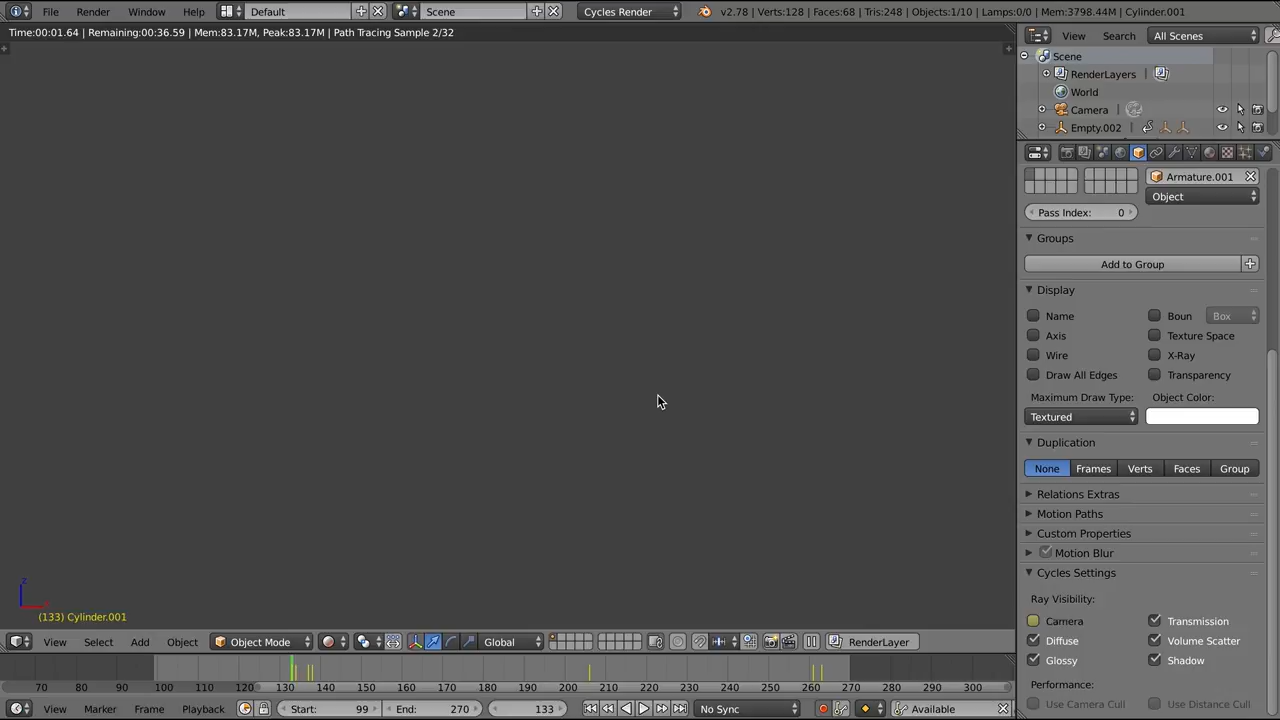 File Render Window Help Default Scene Cycles Render v2.78 | Verts:128 | Faces:68 | Tris:248 | Objects:1/10 | Lamps:0/0 | Mem:3798.44M | Cylinder.001
Time:00:01.64 | Remaining:00:36.59 | Mem:83.17M, Peak:83.17M | Path Tracing Sample 2/32
View Search All Scenes
Scene
RenderLayers
World
Camera
Empty.002
Armature.001
Object
Pass Index: 0
Groups
Add to Group
Display
Name Boun Box
Axis Texture Space
Wire X-Ray
Draw All Edges Transparency
Maximum Draw Type: Object Color:
Textured
Duplication
None Frames Verts Faces Group
Relations Extras
Motion Paths
Custom Properties
Motion Blur
Cycles Settings
Ray Visibility:
Camera Transmission
Diffuse Volume Scatter
Glossy Shadow
Performance:
Use Camera Cull Use Distance Cull
z
(133) Cylinder.001
View Select Add Object Object Mode Global RenderLayer
70 80 90 100 110 120 130 140 150 160 170 180 190 200 210 220 230 240 250 260 270 280 290 300
View Marker Frame Playback Start: 99 End: 270 133 No Sync Available